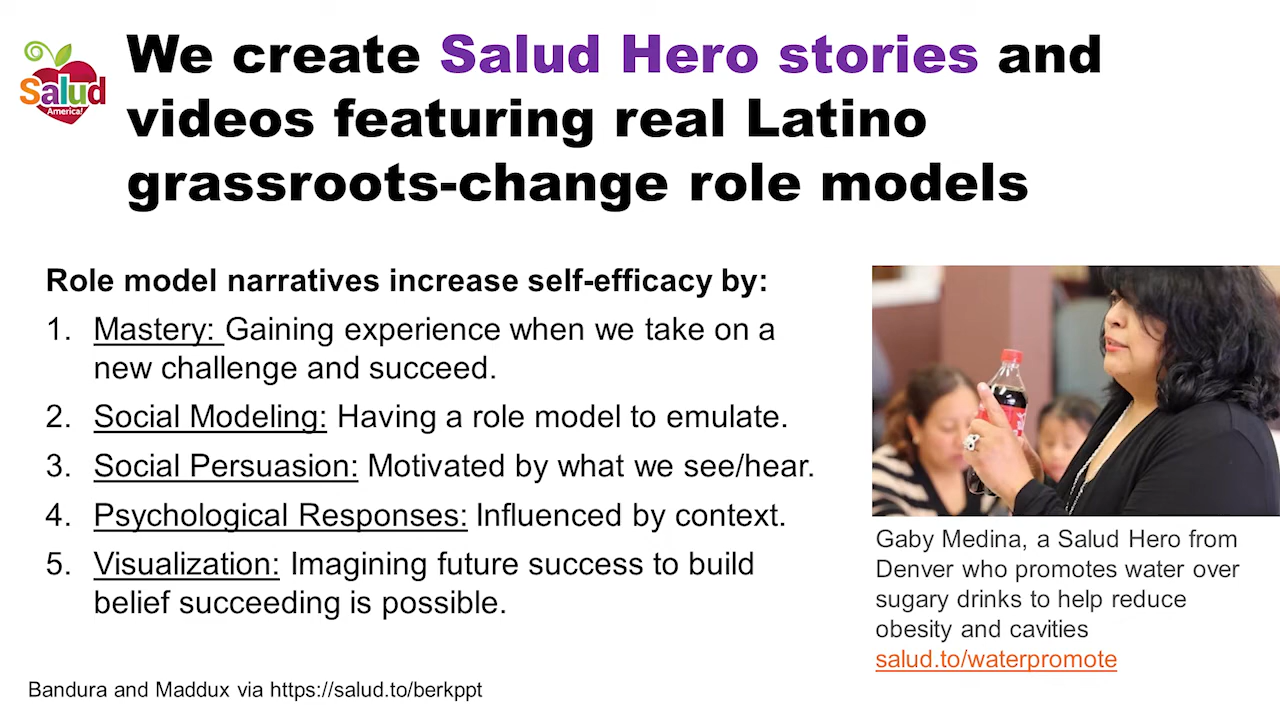 Salud
America!
We create Salud Hero stories and
videos featuring real Latino
grassroots-change role models
Role model narratives increase self-efficacy by:
1. Mastery: Gaining experience when we take on a
new challenge and succeed.
2. Social Modeling: Having a role model to emulate.
3. Social Persuasion: Motivated by what we see/hear.
4. Psychological Responses: Influenced by context.
5. Visualization: Imagining future success to build
belief succeeding is possible.
Gaby Medina, a Salud Hero from
Denver who promotes water over
sugary drinks to help reduce
obesity and cavities
salud.to/waterpromote
Bandura and Maddux via https://salud.to/berkppt